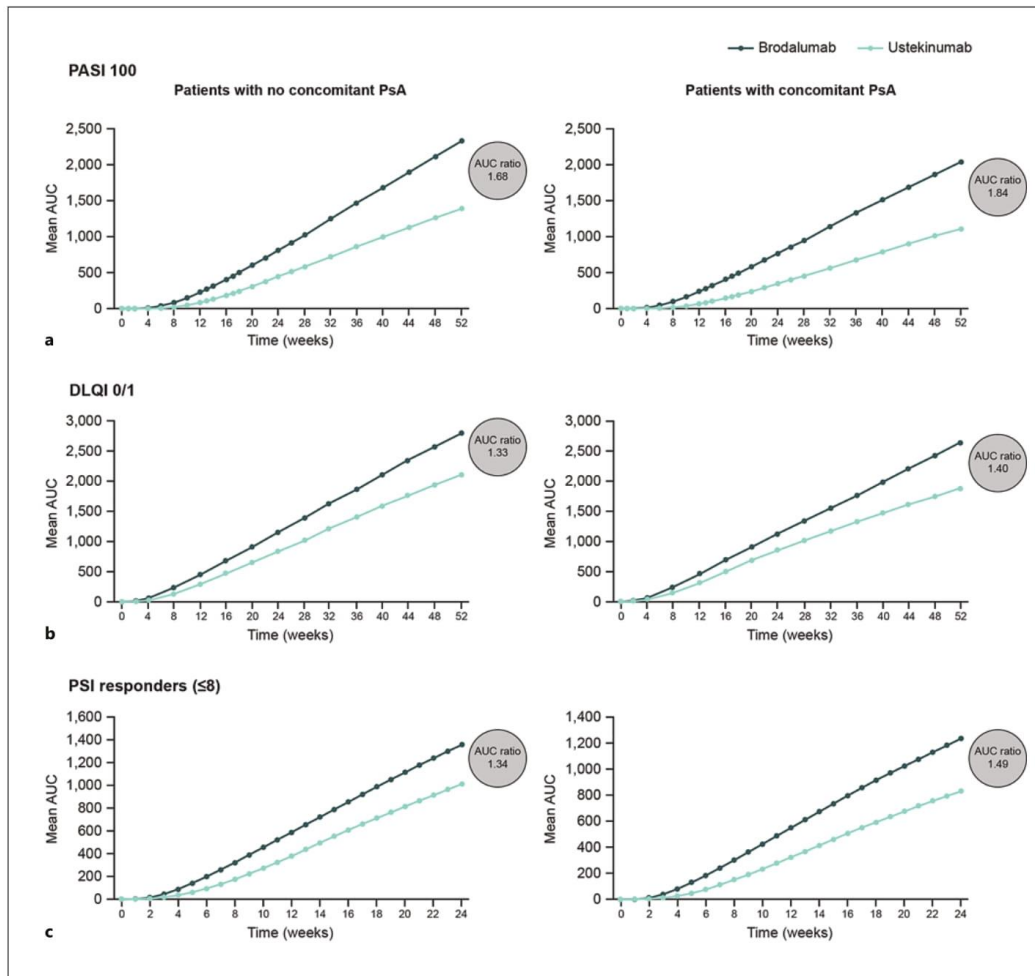 Brodalumab Ustekinumab
PASI 100
Patients with no concomitant PsA
Patients with concomitant PsA
Mean AUC
2,500
2,000
1,500
1,000
500
0
0 4 8 12 16 20 24 28 32 36 40 44 48 52
Time (weeks)
AUC ratio
1.68
Mean AUC
2,500
2,000
1,500
1,000
500
0
0 4 8 12 16 20 24 28 32 36 40 44 48 52
Time (weeks)
AUC ratio
1.84
a
DLQI 0/1
Mean AUC
3,000
2,500
2,000
1,500
1,000
500
0
0 4 8 12 16 20 24 28 32 36 40 44 48 52
Time (weeks)
AUC ratio
1.33
Mean AUC
3,000
2,500
2,000
1,500
1,000
500
0
0 4 8 12 16 20 24 28 32 36 40 44 48 52
Time (weeks)
AUC ratio
1.40
b
PSI responders (≤8)
Mean AUC
1,600
1,400
1,200
1,000
800
600
400
200
0
0 2 4 6 8 10 12 14 16 18 20 22 24
Time (weeks)
AUC ratio
1.34
Mean AUC
1,400
1,200
1,000
800
600
400
200
0
0 2 4 6 8 10 12 14 16 18 20 22 24
Time (weeks)
AUC ratio
1.49
c